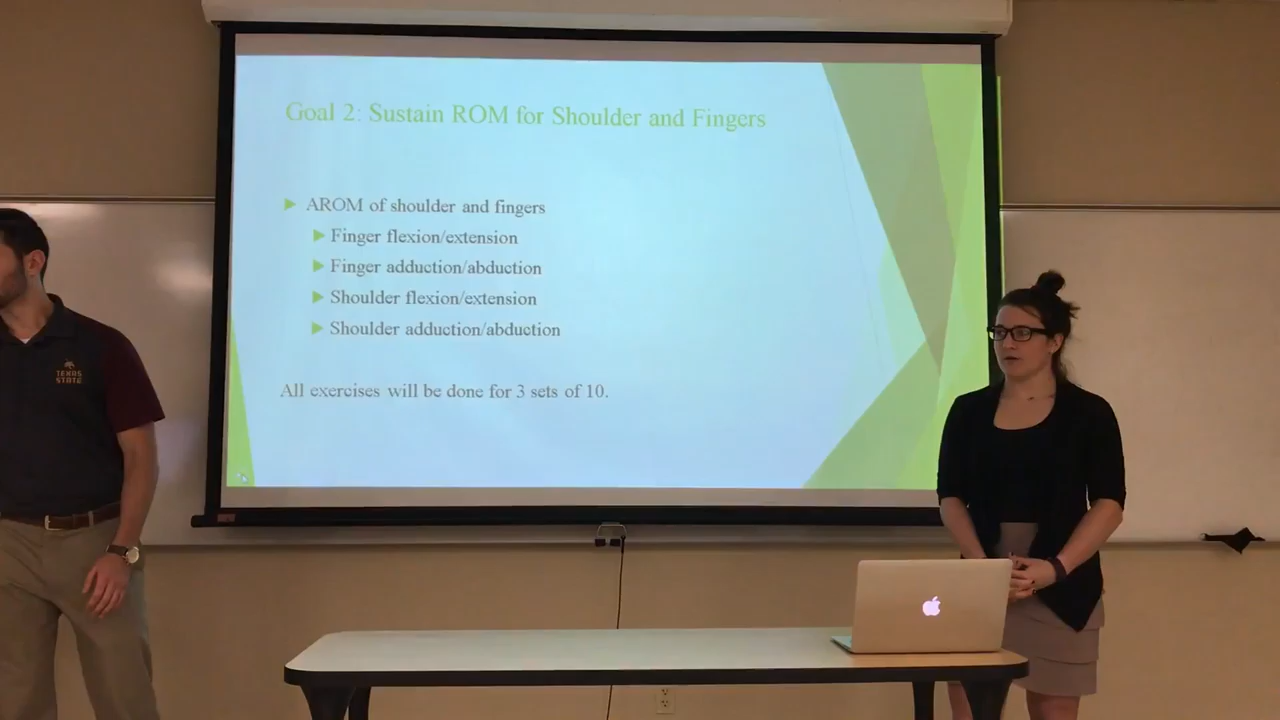 Goal 2: Sustain ROM for Shoulder and Fingers
AROM of shoulder and fingers
Finger flexion/extension
Finger adduction/abduction
Shoulder flexion/extension
Shoulder adduction/abduction
All exercises will be done for 3 sets of 10.
TEXAS
STATE